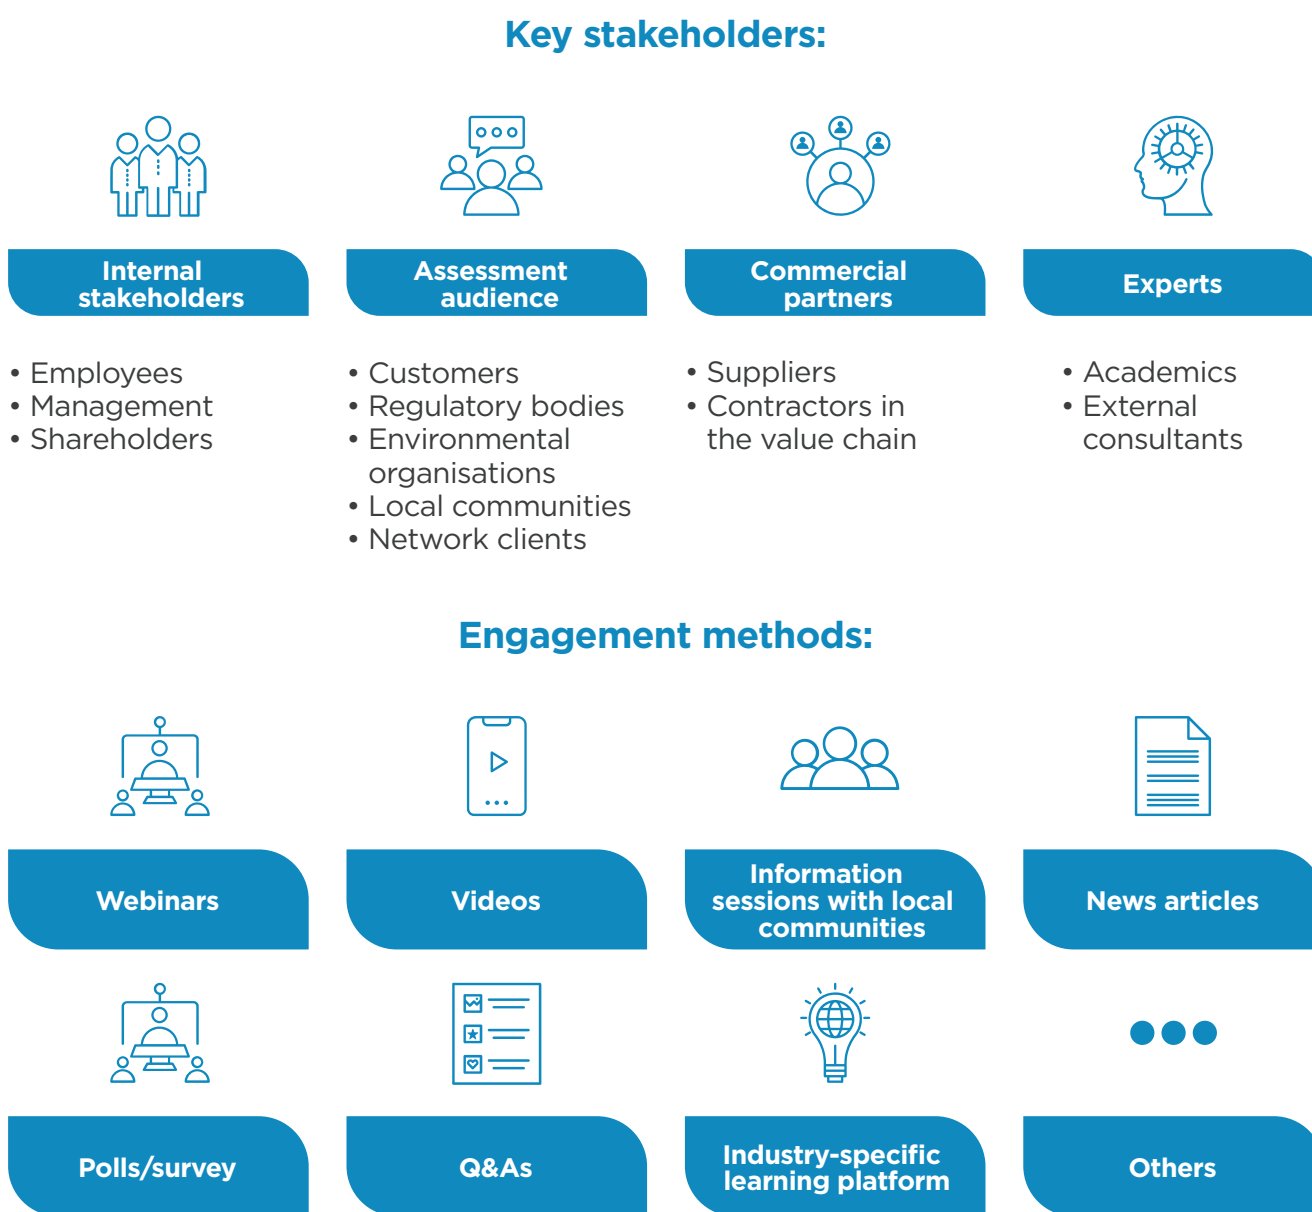 Key stakeholders:
Internal
stakeholders
Assessment
audience
Commercial
partners
Experts
• Employees
• Management
• Shareholders
• Customers
• Regulatory bodies
• Environmental
organisations
• Local communities
• Network clients
• Suppliers
• Contractors in
the value chain
• Academics
• External
consultants
Engagement methods:
Webinars
Videos
Information
sessions with local
communities
News articles
Polls/survey
Q&As
Industry-specific
learning platform
Others